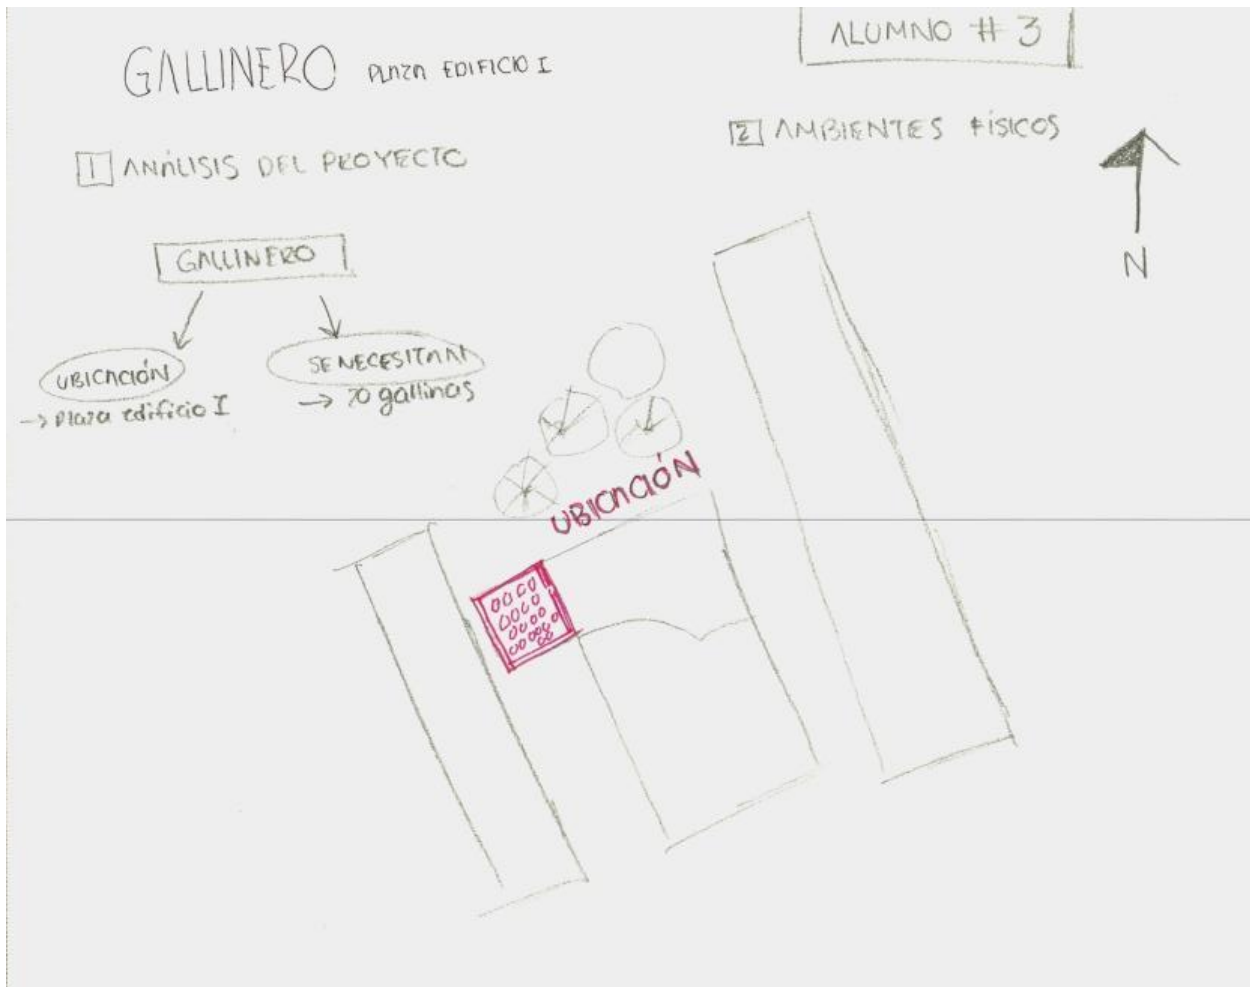 GALLINERO PLAZA EDIFICIO I
ALUMNO # 3
1 ANÁLISIS DEL PROYECTO
GALLINERO
UBICACIÓN
→ Plaza edificio I
SE NECESITAN
→ 20 gallinas
2 AMBIENTES FÍSICOS
N
UBICACIÓN